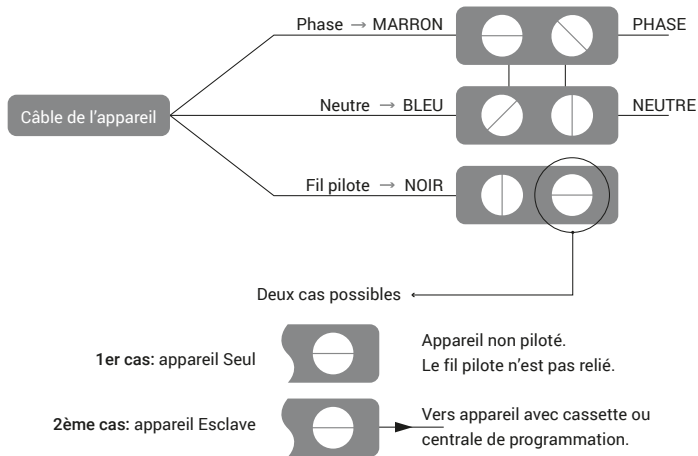 Phase → MARRON PHASE
Câble de l'appareil
Neutre → BLEU NEUTRE
Fil pilote → NOIR
Deux cas possibles
1er cas: appareil Seul
Appareil non piloté.
Le fil pilote n'est pas relié.
2ème cas: appareil Esclave
Vers appareil avec cassette ou
centrale de programmation.